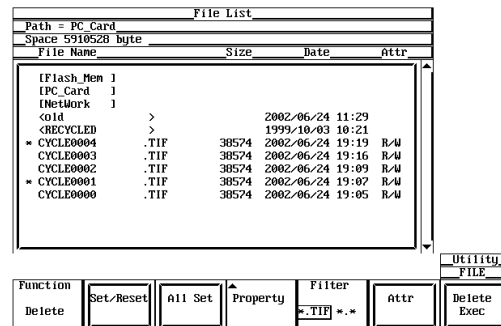 File List
Path = PC_Card
Space 5910528 byte
File Name Size Date Attr
[Flash_Mem ]
[PC_Card ]
[NetWork ]
<old > 2002/06/24 11:29
<RECYCLED > 1999/10/03 10:21
* CYCLE0004 .TIF 38574 2002/06/24 19:19 R/W
CYCLE0003 .TIF 38574 2002/06/24 19:16 R/W
CYCLE0002 .TIF 38574 2002/06/24 19:09 R/W
* CYCLE0001 .TIF 38574 2002/06/24 19:07 R/W
CYCLE0000 .TIF 38574 2002/06/24 19:05 R/W
Utility
FILE
Function
Delete
Set/Reset
All Set
Property
Filter
*.TIF *.*
Attr
Delete
Exec